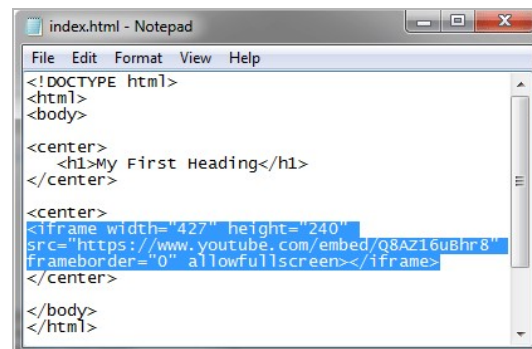 index.html - Notepad
File Edit Format View Help
<!DOCTYPE html>
<html>
<body>
<center>
<h1>My First Heading</h1>
</center>
<center>
<iframe width="427" height="240"
src="https://www.youtube.com/embed/Q8AZ16uBhr8"
frameborder="0" allowfullscreen></iframe>
</center>
</body>
</html>